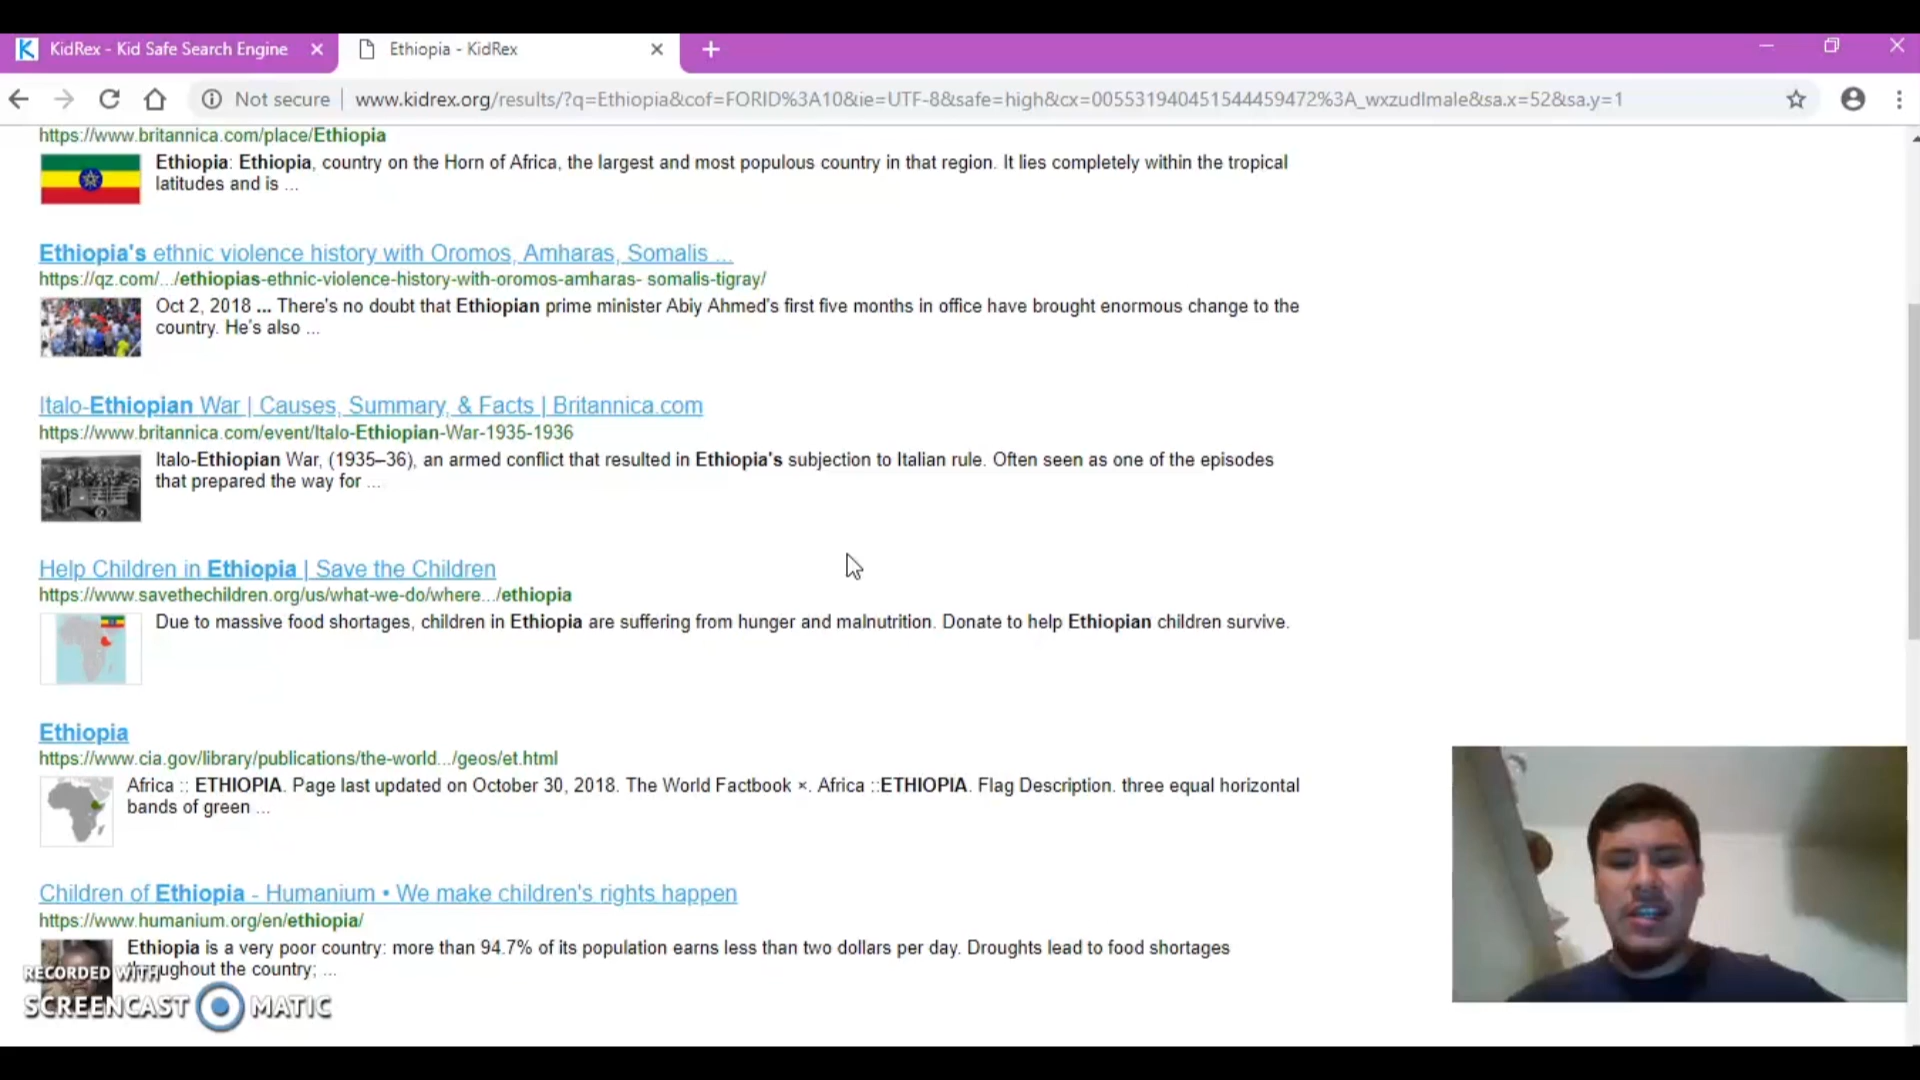 KidRex - Kid Safe Search Engine
Ethiopia - KidRex
Not secure
www.kidrex.org/results/?q=Ethiopia&cof=FORID%3A10&ie=UTF-8&safe=high&cx=005531940451544459472%3A_wxzudlmale&sa.x=52&sa.y=1
https://www.britannica.com/place/Ethiopia
Ethiopia: Ethiopia, country on the Horn of Africa, the largest and most populous country in that region. It lies completely within the tropical
latitudes and is ...
Ethiopia's ethnic violence history with Oromos, Amharas, Somalis ...
https://qz.com/.../ethiopias-ethnic-violence-history-with-oromos-amharas- somalis-tigray/
Oct 2, 2018 ... There's no doubt that Ethiopian prime minister Abiy Ahmed's first five months in office have brought enormous change to the
country. He's also ...
Italo-Ethiopian War | Causes, Summary, & Facts | Britannica.com
https://www.britannica.com/event/Italo-Ethiopian-War-1935-1936
Italo-Ethiopian War, (1935–36), an armed conflict that resulted in Ethiopia's subjection to Italian rule. Often seen as one of the episodes
that prepared the way for ...
Help Children in Ethiopia | Save the Children
https://www.savethechildren.org/us/what-we-do/where.../ethiopia
Due to massive food shortages, children in Ethiopia are suffering from hunger and malnutrition. Donate to help Ethiopian children survive.
Ethiopia
https://www.cia.gov/library/publications/the-world.../geos/et.html
Africa :: ETHIOPIA. Page last updated on October 30, 2018. The World Factbook ×. Africa ::ETHIOPIA. Flag Description. three equal horizontal
bands of green ...
Children of Ethiopia - Humanium • We make children's rights happen
https://www.humanium.org/en/ethiopia/
Ethiopia is a very poor country: more than 94.7% of its population earns less than two dollars per day. Droughts lead to food shortages
throughout the country; ...
RECORDED WITH
SCREENCAST MATIC